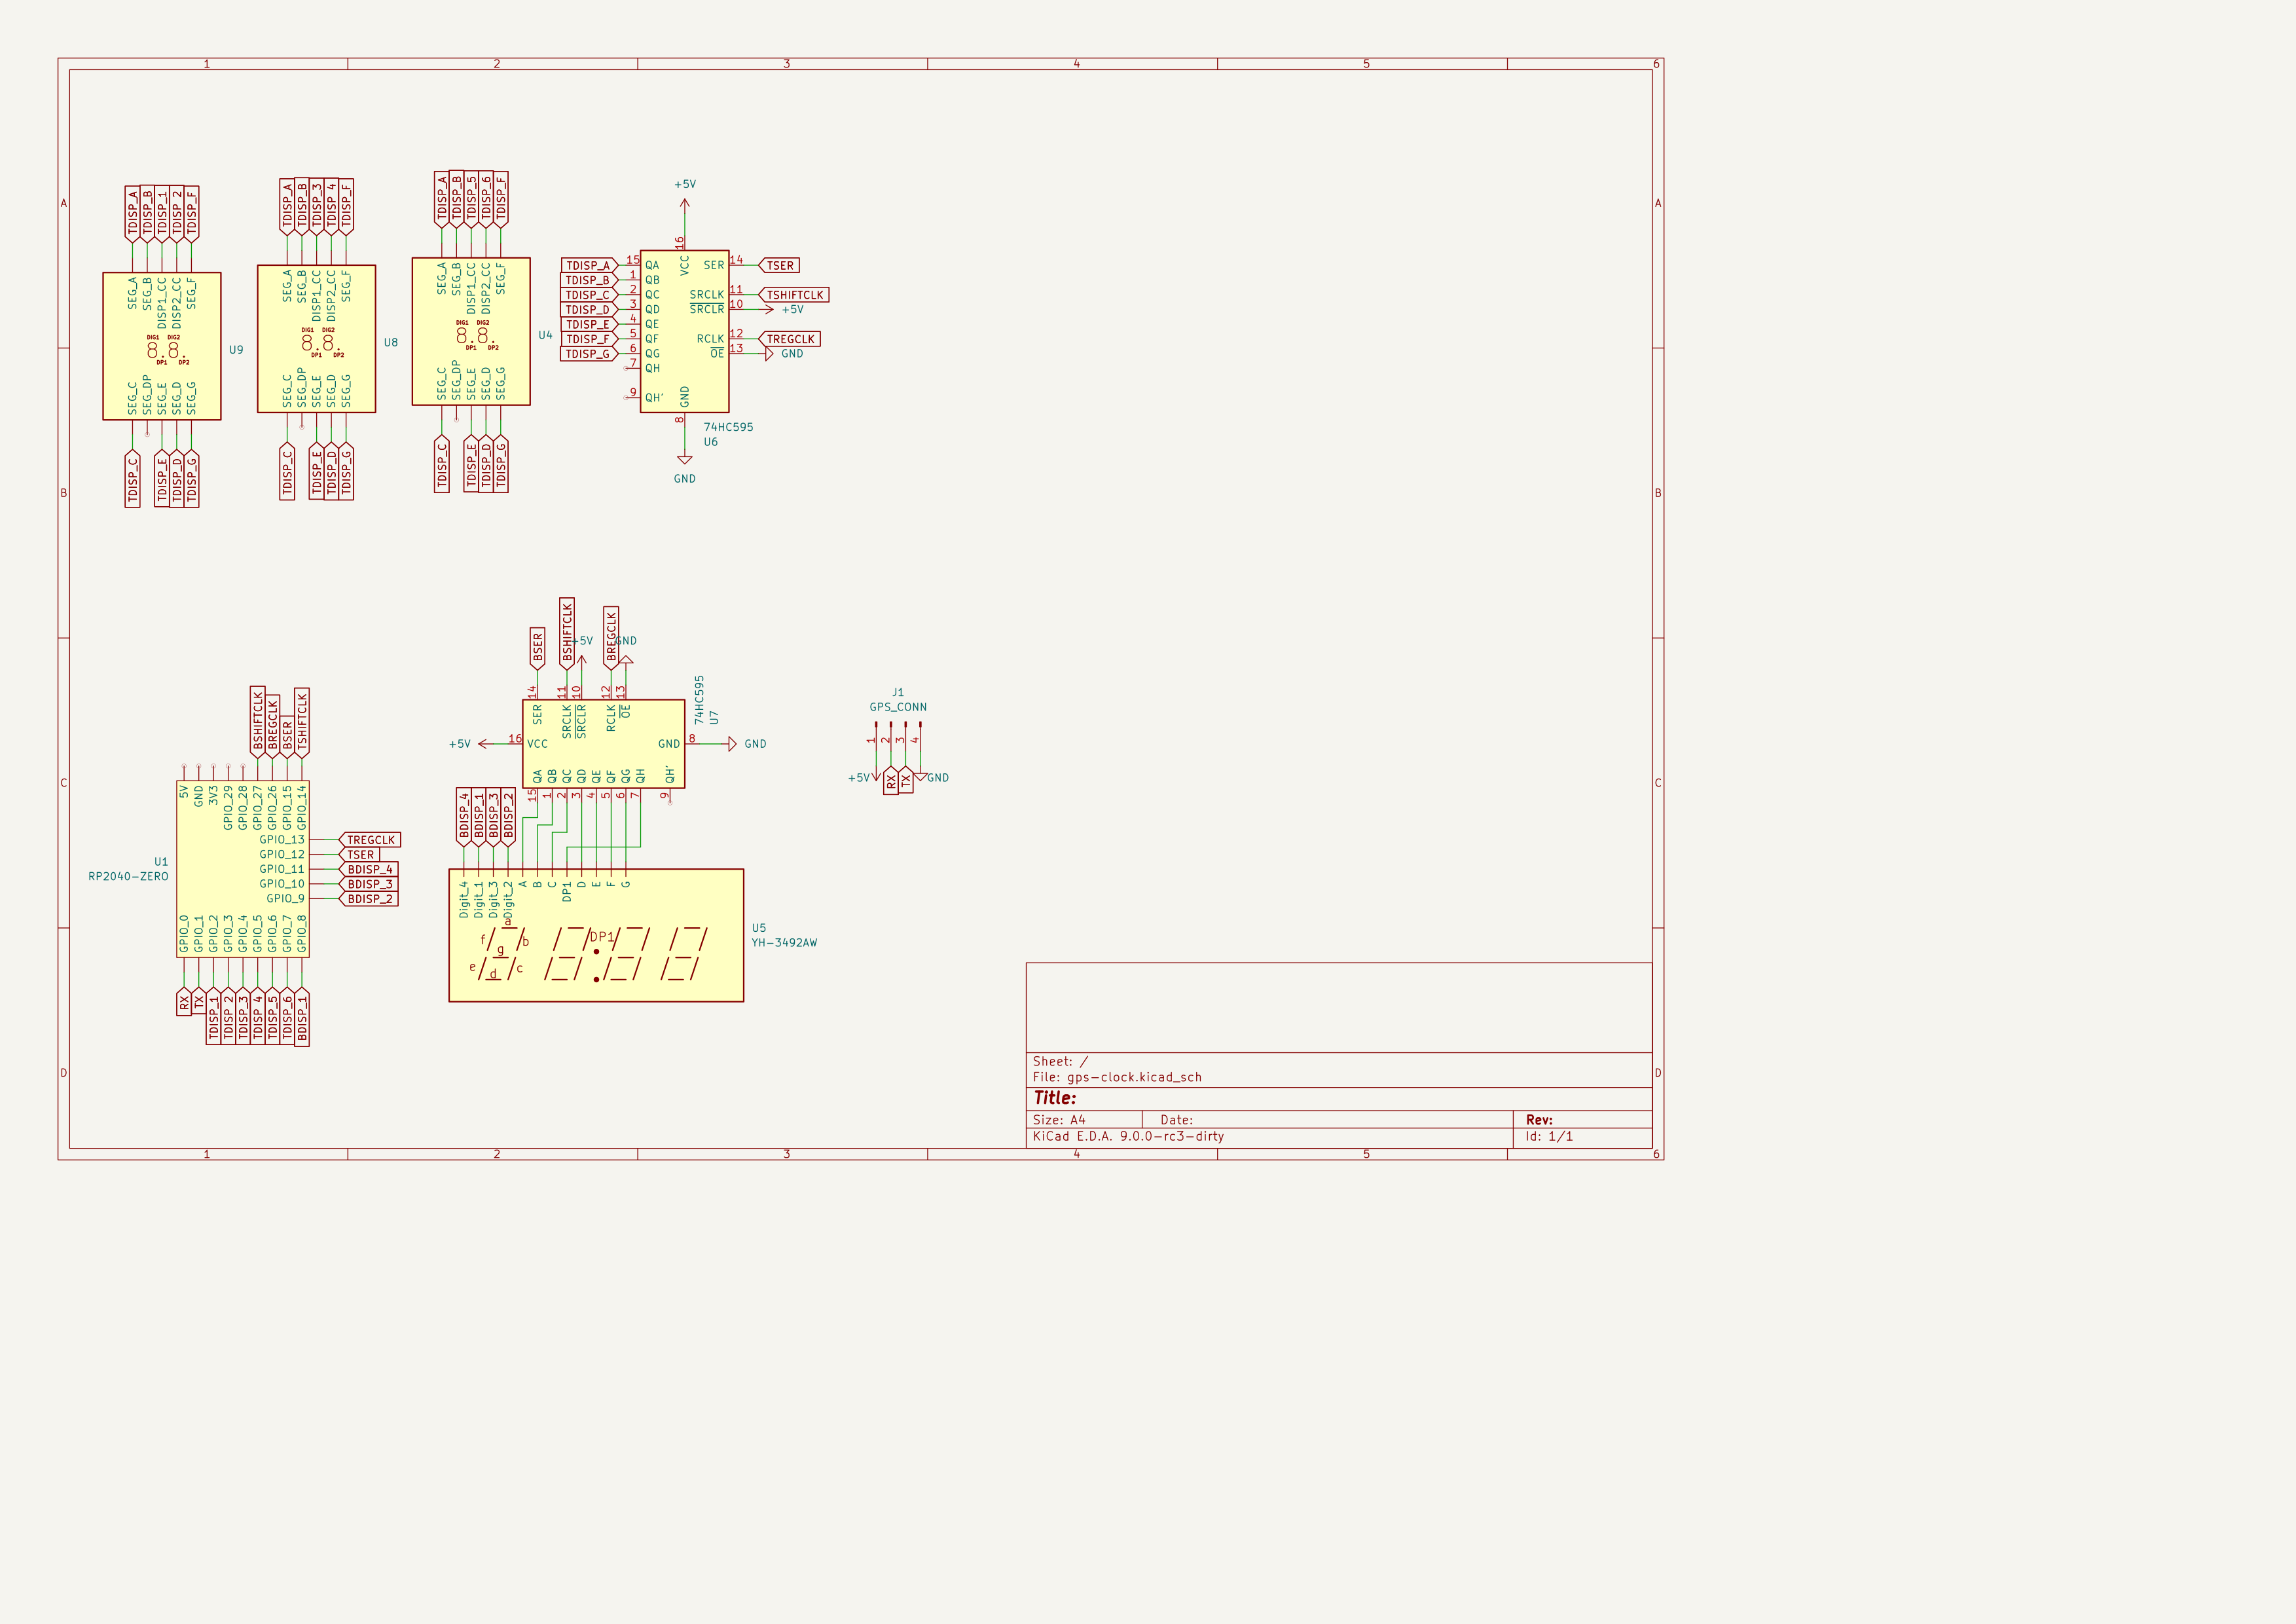 1 2 3 4 5 6
A A
B B
C C
D D
1 2 3 4 5 6
TDISP_A
TDISP_B
TDISP_1
TDISP_2
TDISP_F
SEG_A
SEG_B
DISP1_CC
DISP2_CC
SEG_F
DIG1 DIG2
8.8.
DP1 DP2
U9
SEG_C
SEG_DP
SEG_E
SEG_D
SEG_G
TDISP_C
TDISP_E
TDISP_D
TDISP_G
TDISP_A
TDISP_B
TDISP_3
TDISP_4
TDISP_F
SEG_A
SEG_B
DISP1_CC
DISP2_CC
SEG_F
DIG1 DIG2
8.8.
DP1 DP2
U8
SEG_C
SEG_DP
SEG_E
SEG_D
SEG_G
TDISP_C
TDISP_E
TDISP_D
TDISP_G
TDISP_A
TDISP_B
TDISP_5
TDISP_6
TDISP_F
SEG_A
SEG_B
DISP1_CC
DISP2_CC
SEG_F
DIG1 DIG2
8.8.
DP1 DP2
U4
SEG_C
SEG_DP
SEG_E
SEG_D
SEG_G
TDISP_C
TDISP_E
TDISP_D
TDISP_G
+5V
16
VCC
TDISP_A 15 QA
TDISP_B 1 QB
TDISP_C 2 QC
TDISP_D 3 QD
TDISP_E 4 QE
TDISP_F 5 QF
TDISP_G 6 QG
7 QH
9 QH'
SER 14 TSER
SRCLK 11 TSHIFTCLK
SRCLR 10 +5V
RCLK 12 TREGCLK
OE 13 GND
GND
8
74HC595
U6
GND
BSER
BSHIFTCLK
+5V
BREGCLK
GND
14
11
10
12
13
SER
SRCLK
SRCLR
RCLK
OE
74HC595
U7
+5V 16 VCC
GND 8 GND
QA
QB
QC
QD
QE
QF
QG
QH
QH'
15
1
2
3
4
5
6
7
9
BDISP_4
BDISP_1
BDISP_3
BDISP_2
Digit_4
Digit_1
Digit_3
Digit_2
A
B
C
DP1
D
E
F
G
a
f b
g
e c
d
DP1
U5
YH-3492AW
J1
GPS_CONN
1
2
3
4
+5V
RX
TX
GND
BSHIFTCLK
BREGCLK
BSER
TSHIFTCLK
5V
GND
3V3
GPIO_29
GPIO_28
GPIO_27
GPIO_26
GPIO_15
GPIO_14
GPIO_13 TREGCLK
GPIO_12 TSER
GPIO_11 BDISP_4
GPIO_10 BDISP_3
GPIO_9 BDISP_2
U1
RP2040-ZERO
GPIO_0
GPIO_1
GPIO_2
GPIO_3
GPIO_4
GPIO_5
GPIO_6
GPIO_7
GPIO_8
RX
TX
TDISP_1
TDISP_2
TDISP_3
TDISP_4
TDISP_5
TDISP_6
BDISP_1
Sheet: /
File: gps-clock.kicad_sch
Title:
Size: A4 Date: Rev:
KiCad E.D.A. 9.0.0-rc3-dirty Id: 1/1